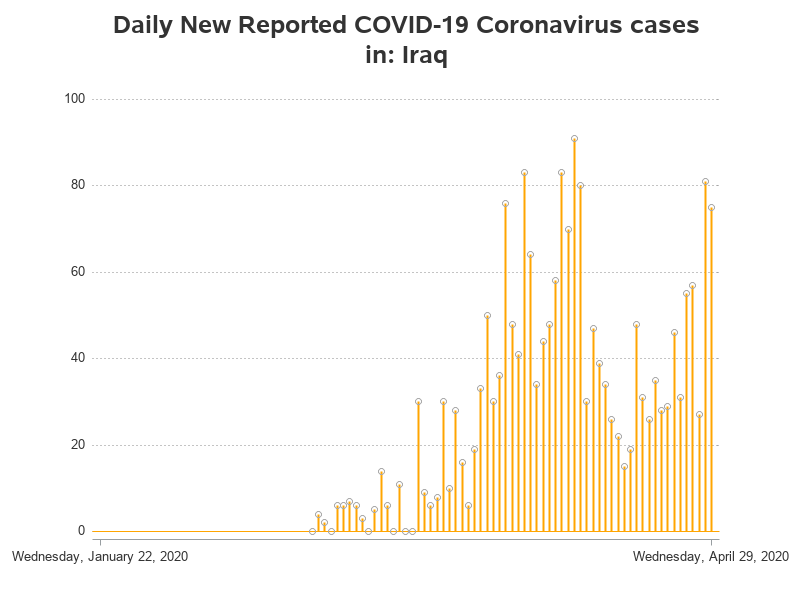 Daily New Reported COVID-19 Coronavirus cases
in: Iraq
100
80
60
40
20
0
Wednesday, January 22, 2020
Wednesday, April 29, 2020